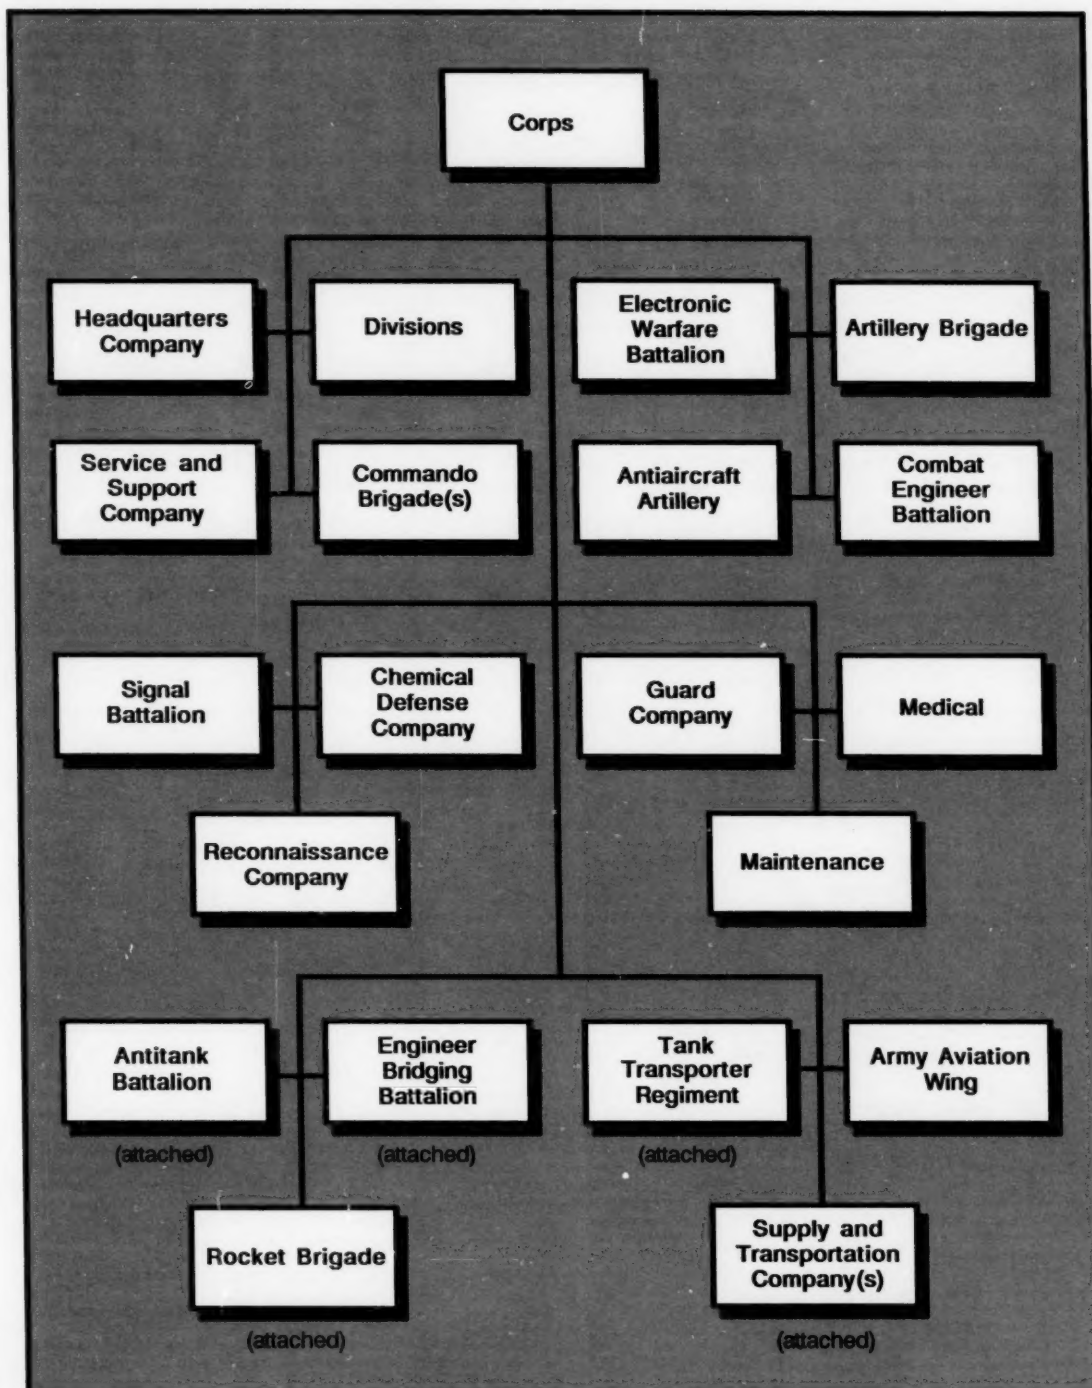 Corps
Headquarters
Company
Divisions
Electronic
Warfare
Battalion
Artillery Brigade
Service and
Support
Company
Commando
Brigade(s)
Antiaircraft
Artillery
Combat
Engineer
Battalion
Signal
Battalion
Chemical
Defense
Company
Guard
Company
Medical
Reconnaissance
Company
Maintenance
Antitank
Battalion
(attached)
Engineer
Bridging
Battalion
(attached)
Tank
Transporter
Regiment
(attached)
Army Aviation
Wing
Rocket Brigade
(attached)
Supply and
Transportation
Company(s)
(attached)